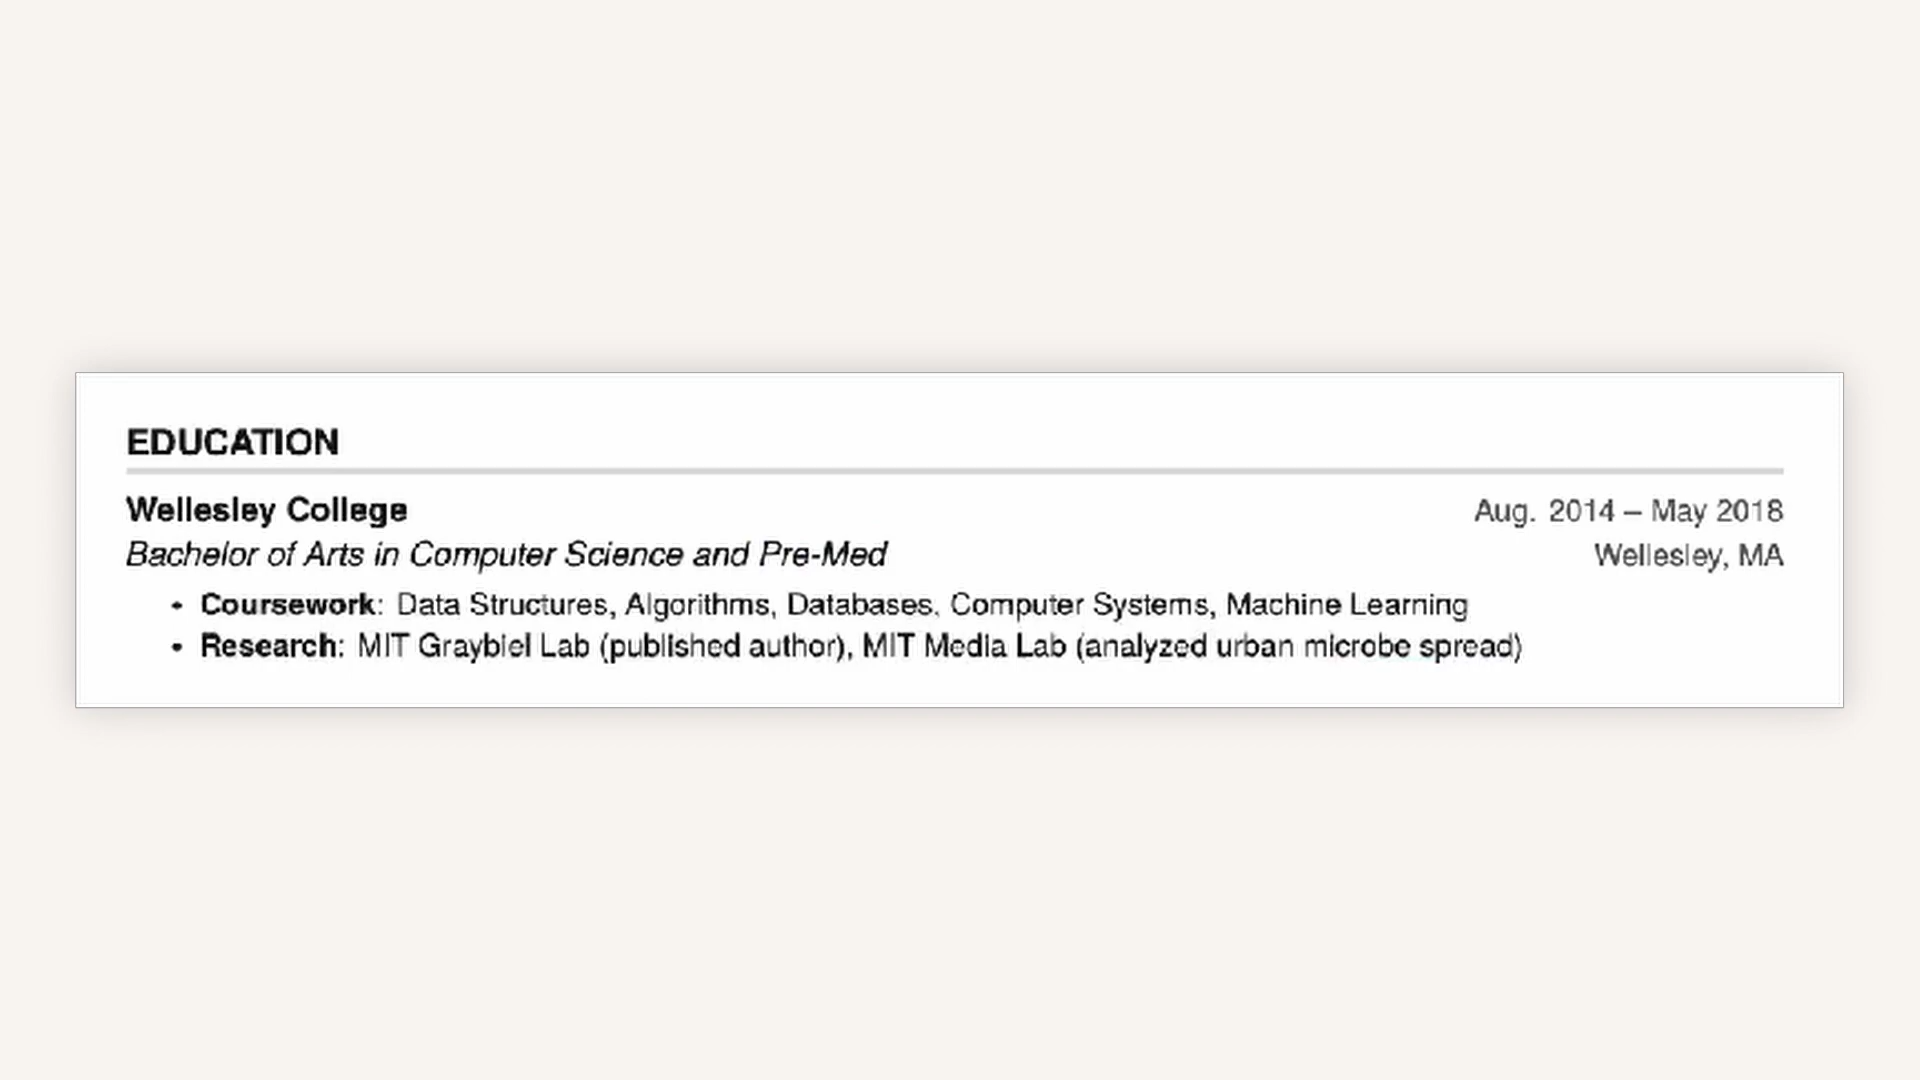 EDUCATION
Wellesley College Aug. 2014 – May 2018
Bachelor of Arts in Computer Science and Pre-Med Wellesley, MA
• Coursework: Data Structures, Algorithms, Databases, Computer Systems, Machine Learning
• Research: MIT Graybiel Lab (published author), MIT Media Lab (analyzed urban microbe spread)